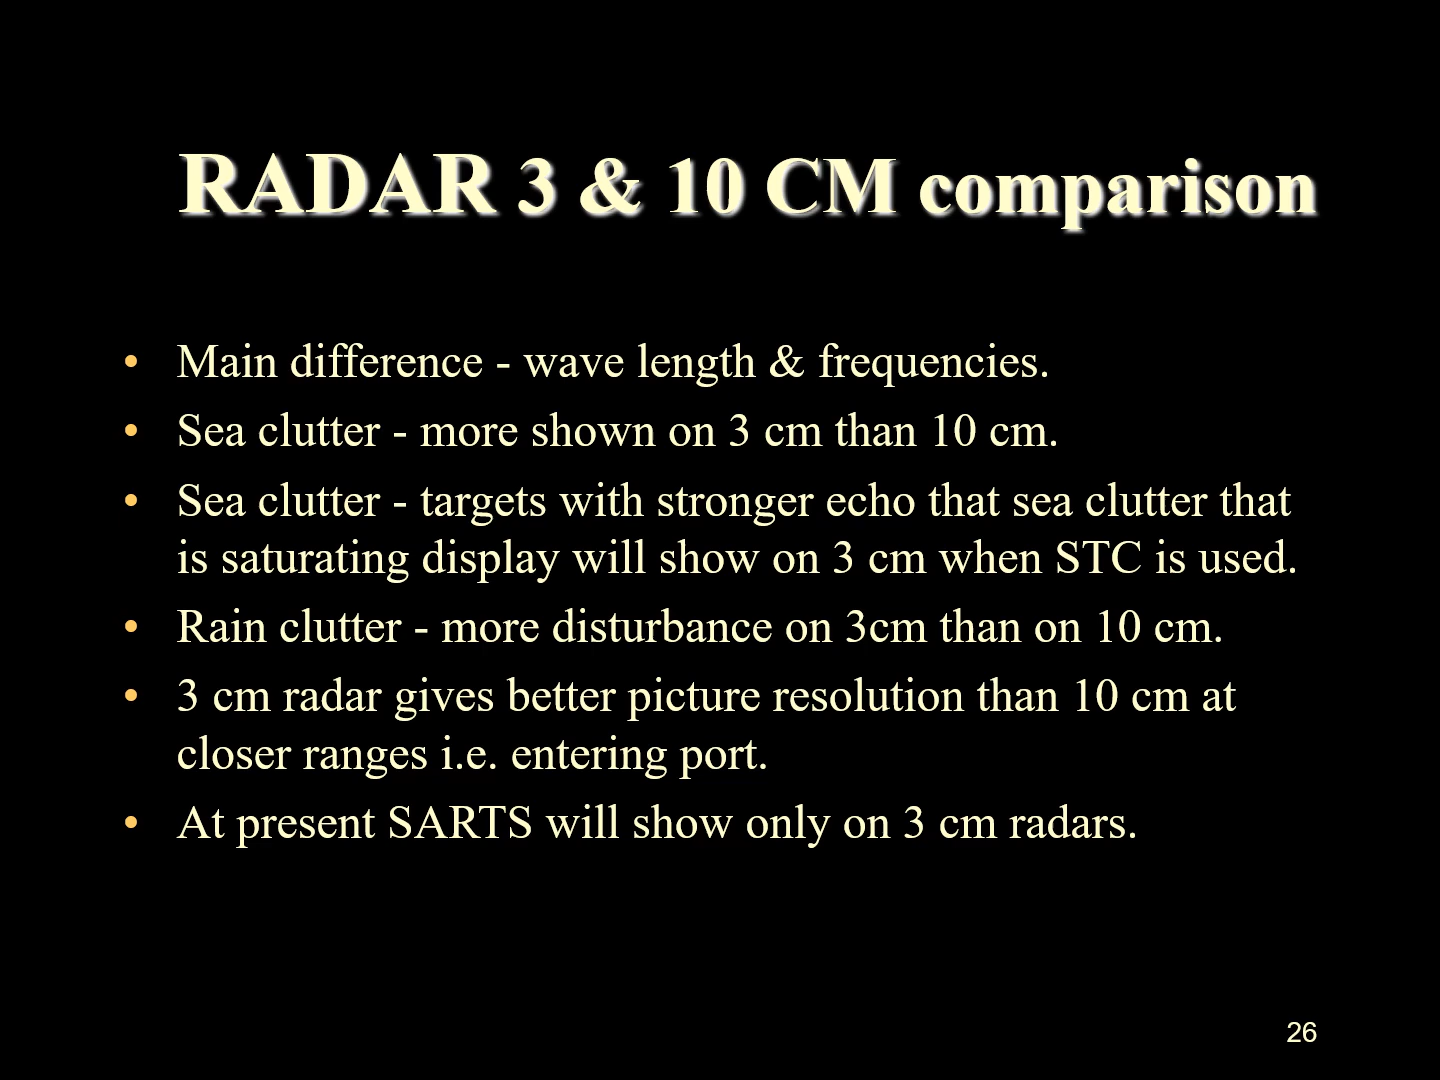 RADAR 3 & 10 CM comparison
• Main difference - wave length & frequencies.
• Sea clutter - more shown on 3 cm than 10 cm.
• Sea clutter - targets with stronger echo that sea clutter that
is saturating display will show on 3 cm when STC is used.
• Rain clutter - more disturbance on 3cm than on 10 cm.
• 3 cm radar gives better picture resolution than 10 cm at
closer ranges i.e. entering port.
• At present SARTS will show only on 3 cm radars.
26